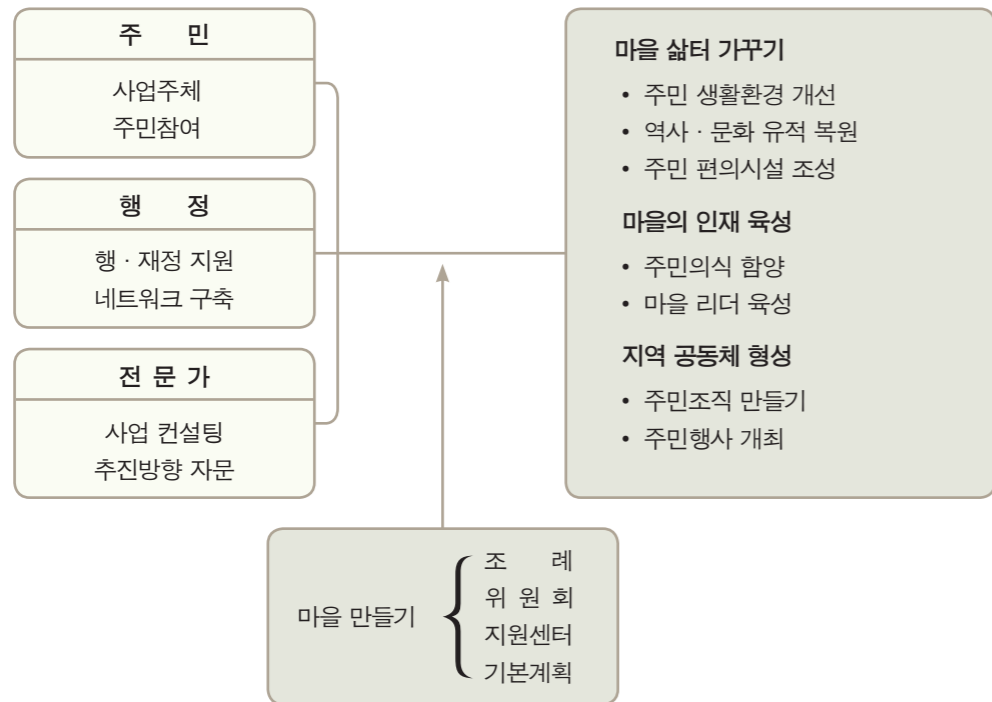 주 민
사업주체
주민참여
행 정
행 · 재정 지원
네트워크 구축
전 문 가
사업 컨설팅
추진방향 자문
마을 삶터 가꾸기
• 주민 생활환경 개선
• 역사 · 문화 유적 복원
• 주민 편의시설 조성
마을의 인재 육성
• 주민의식 함양
• 마을 리더 육성
지역 공동체 형성
• 주민조직 만들기
• 주민행사 개최
마을 만들기
조 례
위 원 회
지원센터
기본계획